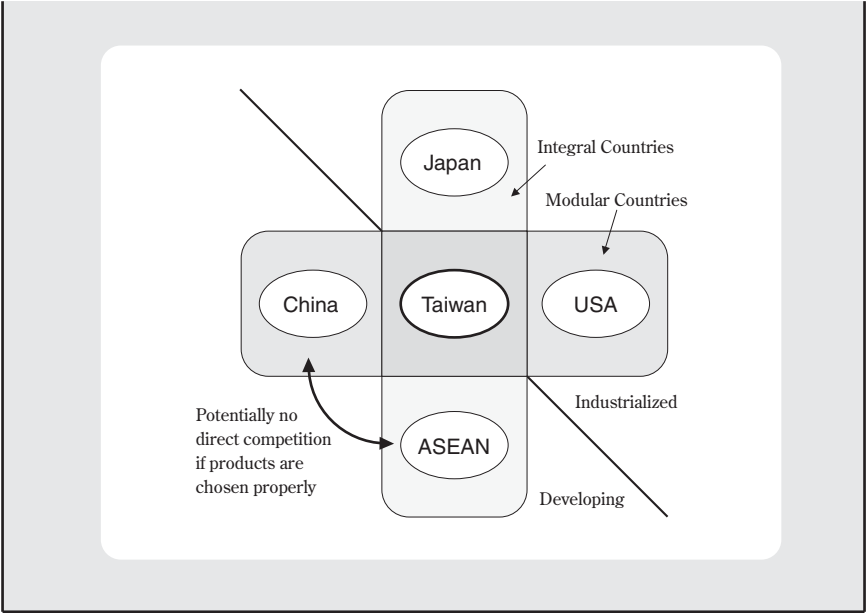 Japan
Integral Countries
Modular Countries
China
Taiwan
USA
Industrialized
Potentially no
direct competition
if products are
chosen properly
ASEAN
Developing